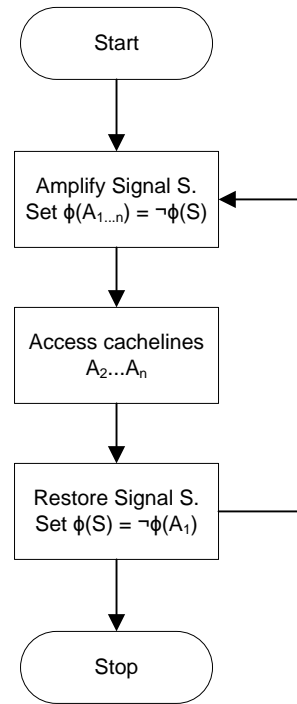 Start
Amplify Signal S.
Set ϕ(A₁...ₙ) = ¬ϕ(S)
Access cachelines
A₂...Aₙ
Restore Signal S.
Set ϕ(S) = ¬ϕ(A₁)
Stop